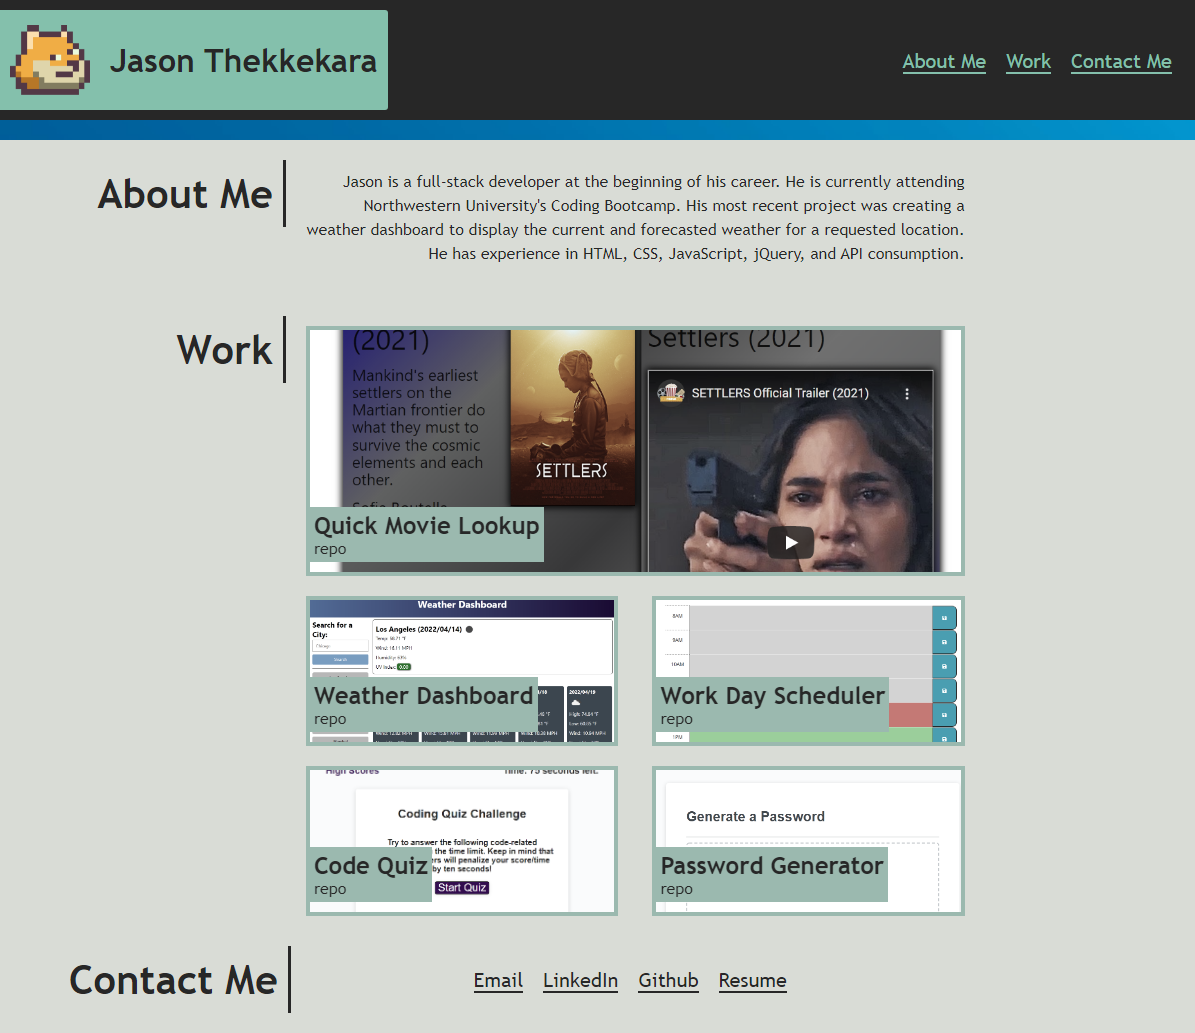 Jason Thekkekara
About Me Work Contact Me
About Me
Jason is a full-stack developer at the beginning of his career. He is currently attending
Northwestern University's Coding Bootcamp. His most recent project was creating a
weather dashboard to display the current and forecasted weather for a requested location.
He has experience in HTML, CSS, JavaScript, jQuery, and API consumption.
Work
(2021)
Mankind's earliest
settlers on the
Martian frontier do
what they must to
survive the cosmic
elements and each
other.
SETTLERS
Settlers (2021)
SETTLERS Official Trailer (2021)
Quick Movie Lookup
repo
Weather Dashboard
Search for a
City:
Search
Los Angeles (2022/04/14)
UV Index: 0.00
2022/04/19
Weather Dashboard
repo
8AM
9AM
10AM
1PM
Work Day Scheduler
repo
High Scores
Time: 75 seconds left.
Coding Quiz Challenge
Try to answer the following code-related
the time limit. Keep in mind that
will penalize your score/time
by ten seconds!
Start Quiz
Code Quiz
repo
Generate a Password
Password Generator
repo
Contact Me
Email LinkedIn Github Resume